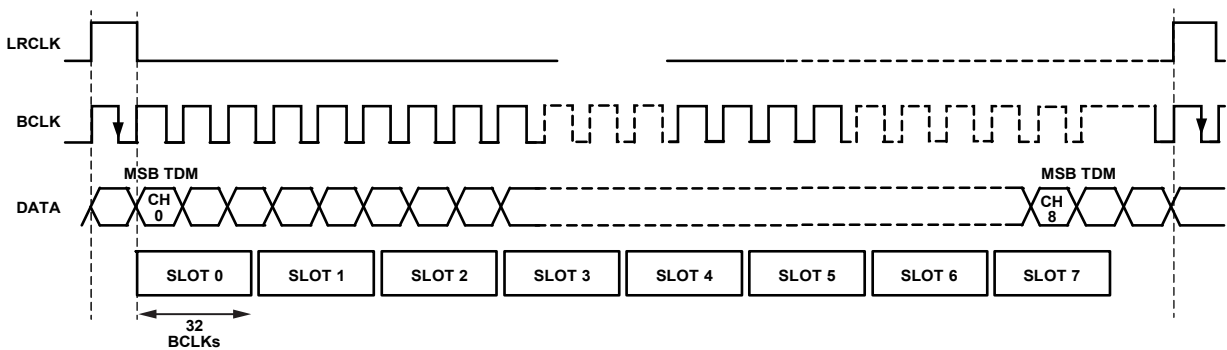 LRCLK
BCLK
MSB TDM
MSB TDM
DATA
CH
0
CH
8
SLOT 0
SLOT 1
SLOT 2
SLOT 3
SLOT 4
SLOT 5
SLOT 6
SLOT 7
32
BCLKs